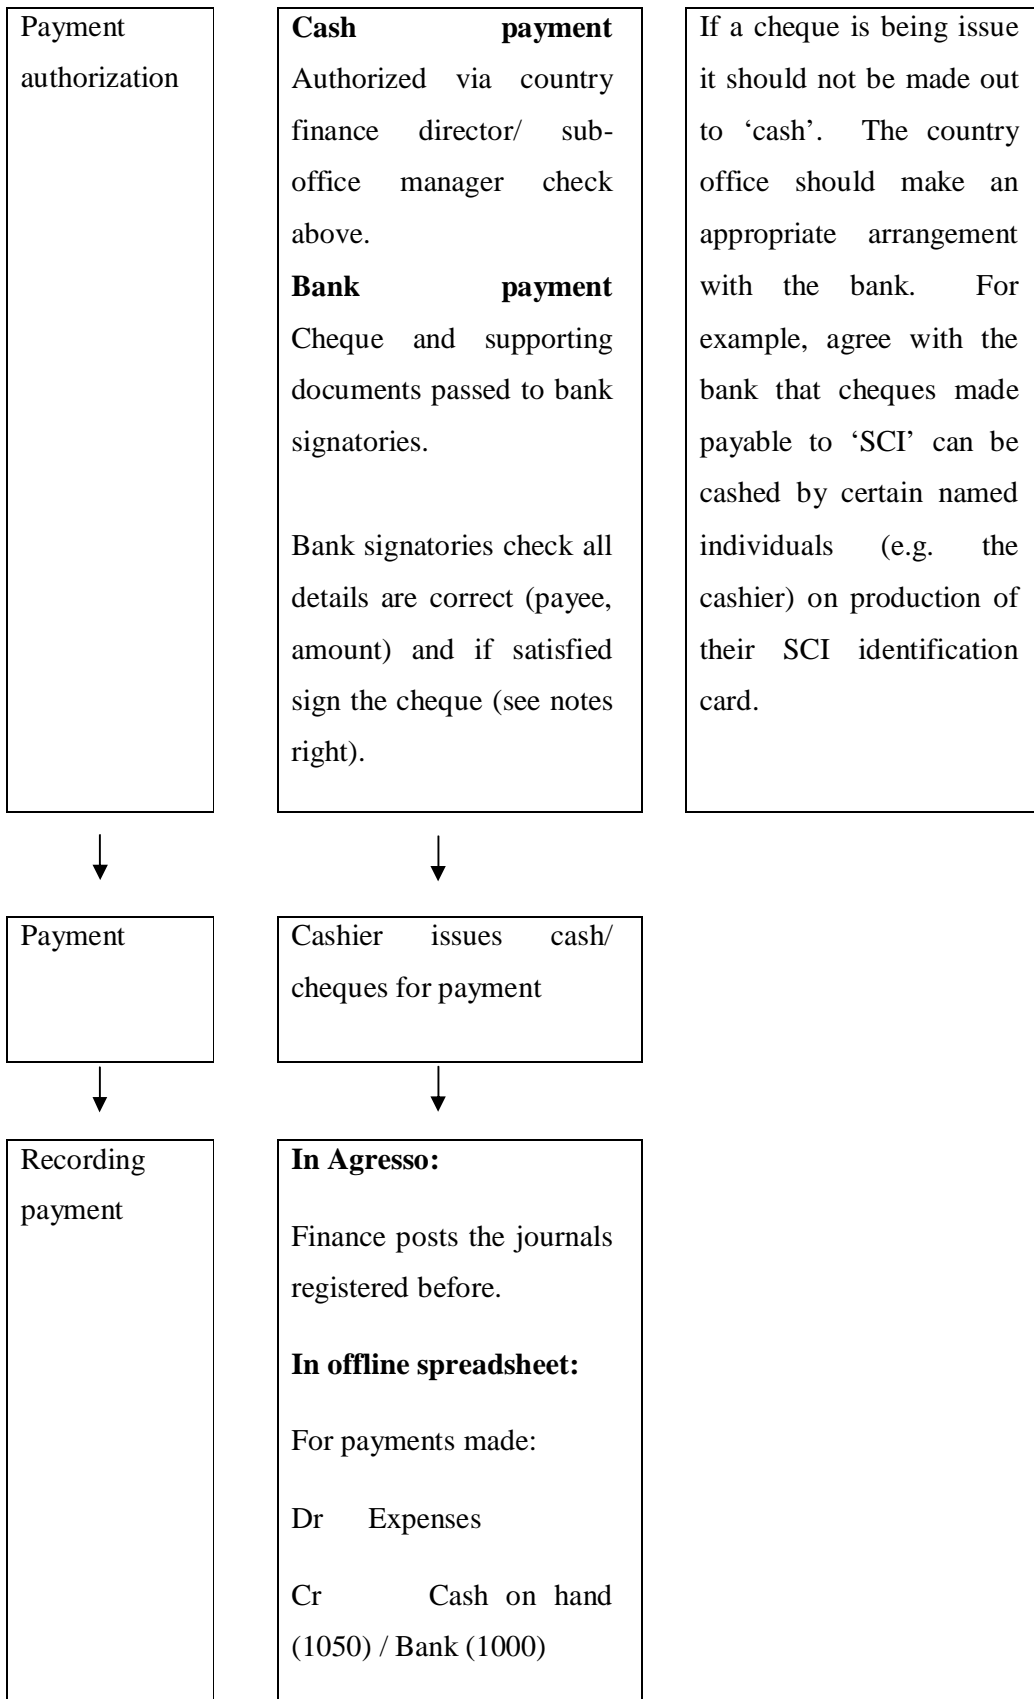 Payment
authorization
Cash payment
Authorized via country
finance director/ sub-
office manager check
above.
Bank payment
Cheque and supporting
documents passed to bank
signatories.
Bank signatories check all
details are correct (payee,
amount) and if satisfied
sign the cheque (see notes
right).
If a cheque is being issue
it should not be made out
to ‘cash’. The country
office should make an
appropriate arrangement
with the bank. For
example, agree with the
bank that cheques made
payable to ‘SCI’ can be
cashed by certain named
individuals (e.g. the
cashier) on production of
their SCI identification
card.
Payment
Cashier issues cash/
cheques for payment
Recording
payment
In Agresso:
Finance posts the journals
registered before.
In offline spreadsheet:
For payments made:
Dr Expenses
Cr Cash on hand
(1050) / Bank (1000)